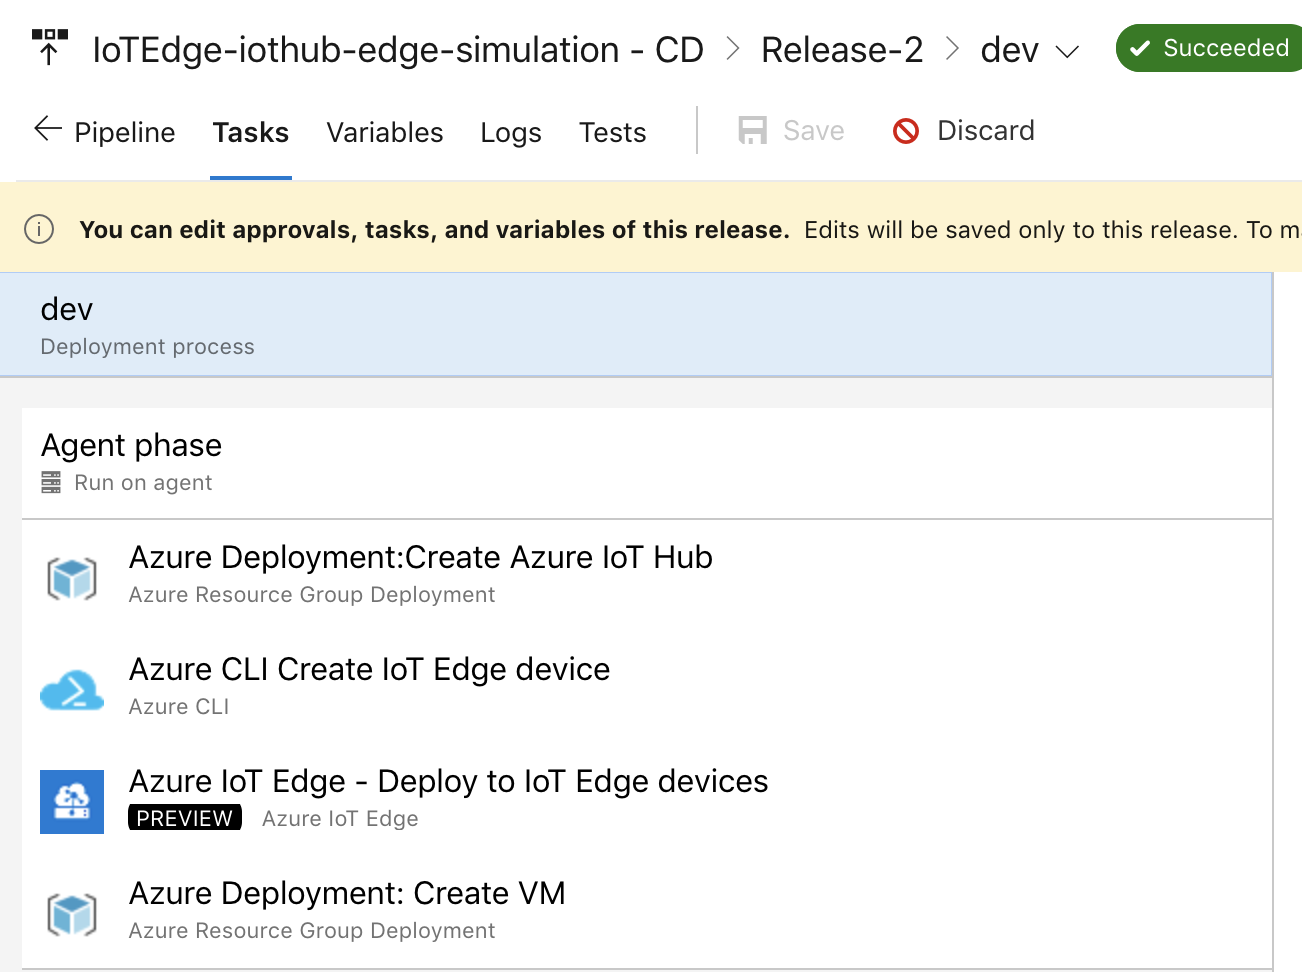 IoTEdge-iothub-edge-simulation - CD > Release-2 > dev Succeeded
Pipeline Tasks Variables Logs Tests Save Discard
You can edit approvals, tasks, and variables of this release. Edits will be saved only to this release. To
dev
Deployment process
Agent phase
Run on agent
Azure Deployment:Create Azure IoT Hub
Azure Resource Group Deployment
Azure CLI Create IoT Edge device
Azure CLI
Azure IoT Edge - Deploy to IoT Edge devices
PREVIEW Azure IoT Edge
Azure Deployment: Create VM
Azure Resource Group Deployment